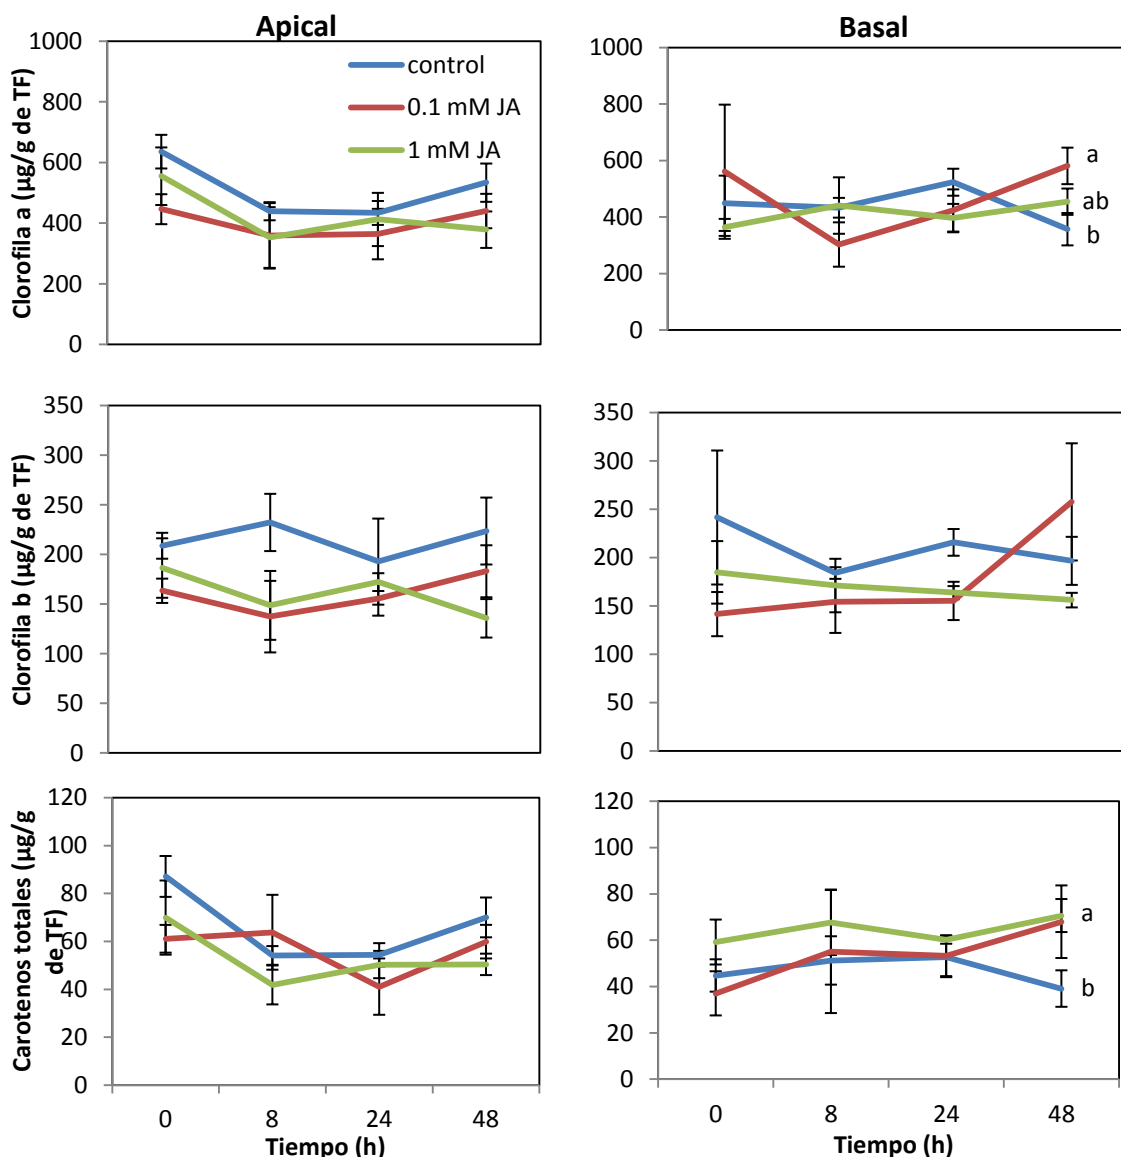 Apical
Clorofila a (µg/g de TF)
1000
800
600
400
200
0
control
0.1 mM JA
1 mM JA
Basal
1000
800
600
400
200
0
a
ab
b
Clorofila b (µg/g de TF)
350
300
250
200
150
100
50
0
350
300
250
200
150
100
50
0
Carotenos totales (µg/g
de TF)
120
100
80
60
40
20
0
0 8 24 48
Tiempo (h)
120
100
80
60
40
20
0
a
b
0 8 24 48
Tiempo (h)